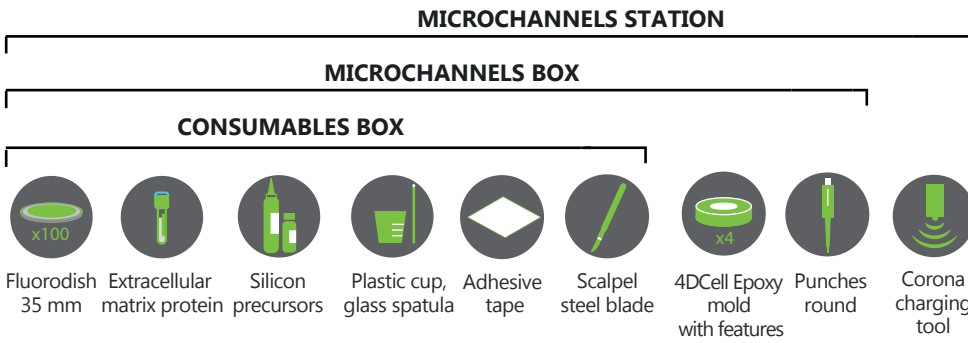 MICROCHANNELS STATION
MICROCHANNELS BOX
CONSUMABLES BOX
x100
x4
Fluorodish
35 mm
Extracellular
matrix protein
Silicon
precursors
Plastic cup,
glass spatula
Adhesive
tape
Scalpel
steel blade
4DCell Epoxy
mold
with features
Punches
round
Corona
charging
tool